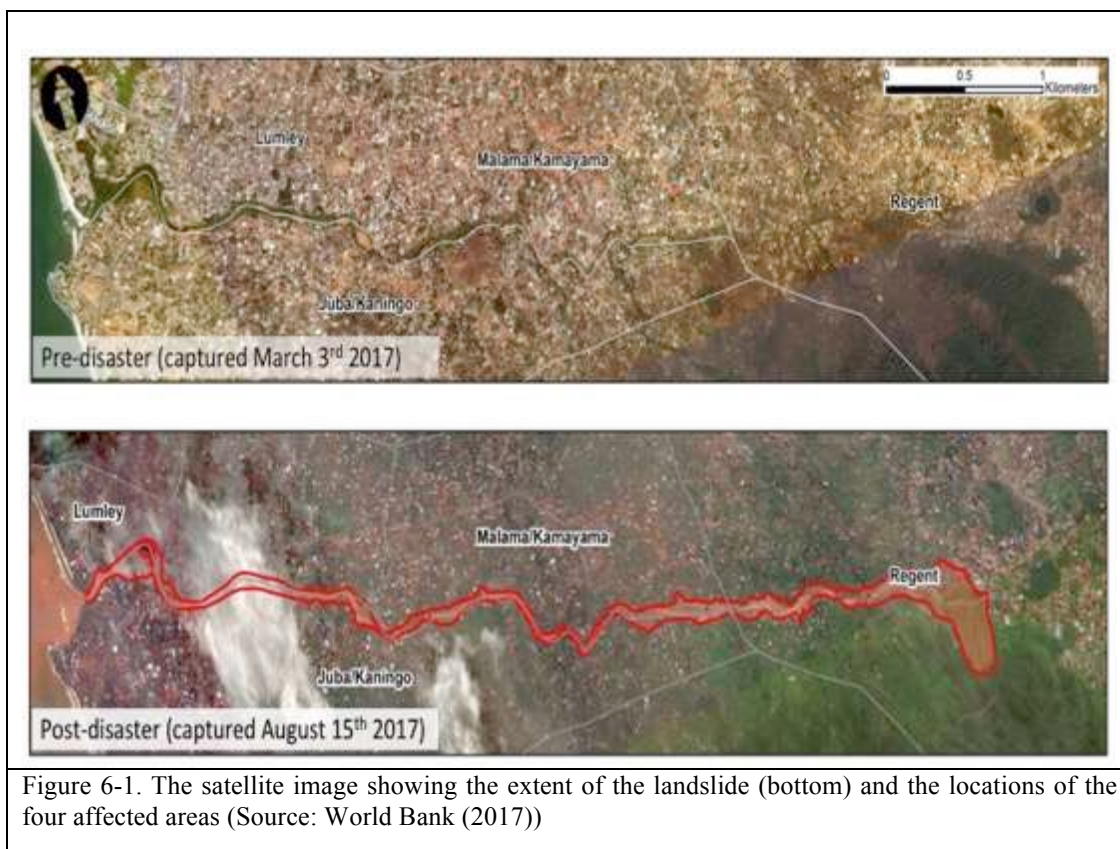 0
0.5
1
Kilometers
Lumley
Malama/Kamayama
Regent
Juba/Kaningo
Pre-disaster (captured March 3rd 2017)
Lumley
Malama/Kamayama
Regent
Juba/Kaningo
Post-disaster (captured August 15th 2017)
Figure 6-1. The satellite image showing the extent of the landslide (bottom) and the locations of the
four affected areas (Source: World Bank (2017))